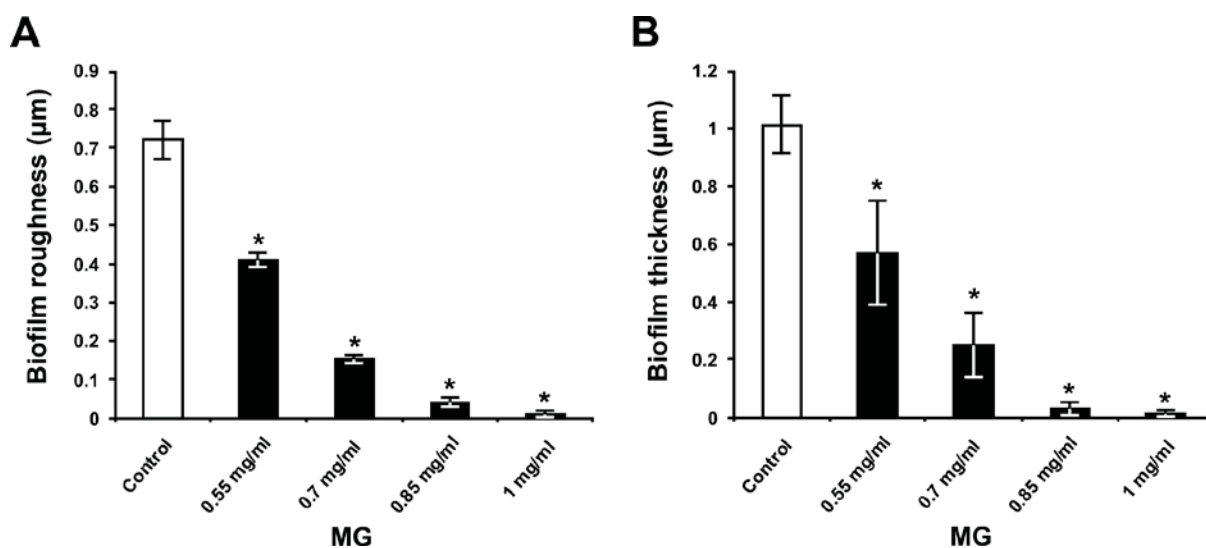 A
Biofilm roughness (µm)
0.9
0.8
0.7
0.6
0.5
0.4
0.3
0.2
0.1
0
*
*
*
*
Control
0.55 mg/ml
0.7 mg/ml
0.85 mg/ml
1 mg/ml
MG
B
Biofilm thickness (µm)
1.2
1
0.8
0.6
0.4
0.2
0
*
*
*
*
Control
0.55 mg/ml
0.7 mg/ml
0.85 mg/ml
1 mg/ml
MG